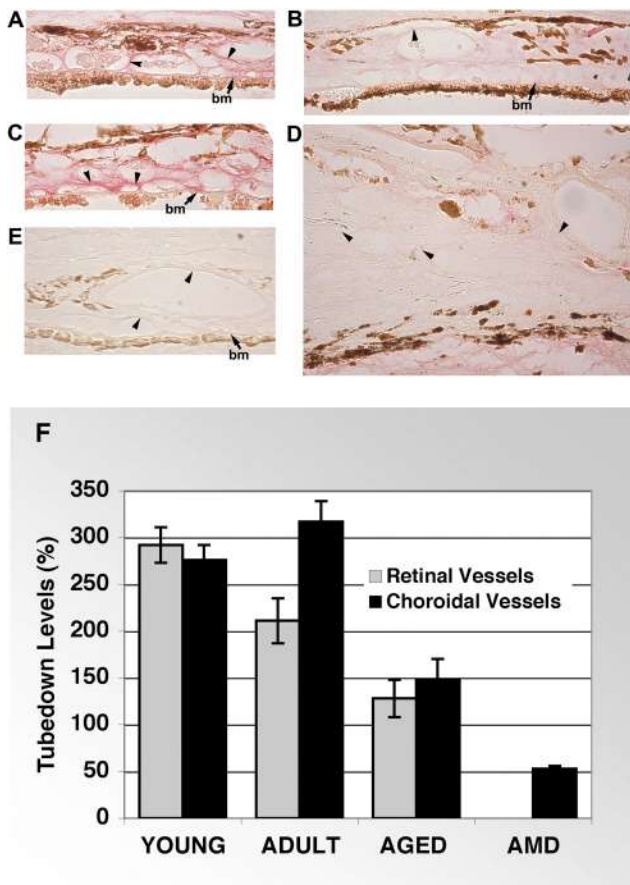 A
bm
B
bm
C
bm
D
E
bm
F
350
300
250
200
150
100
50
0
Tubedown Levels (%)
Retinal Vessels
Choroidal Vessels
YOUNG ADULT AGED AMD